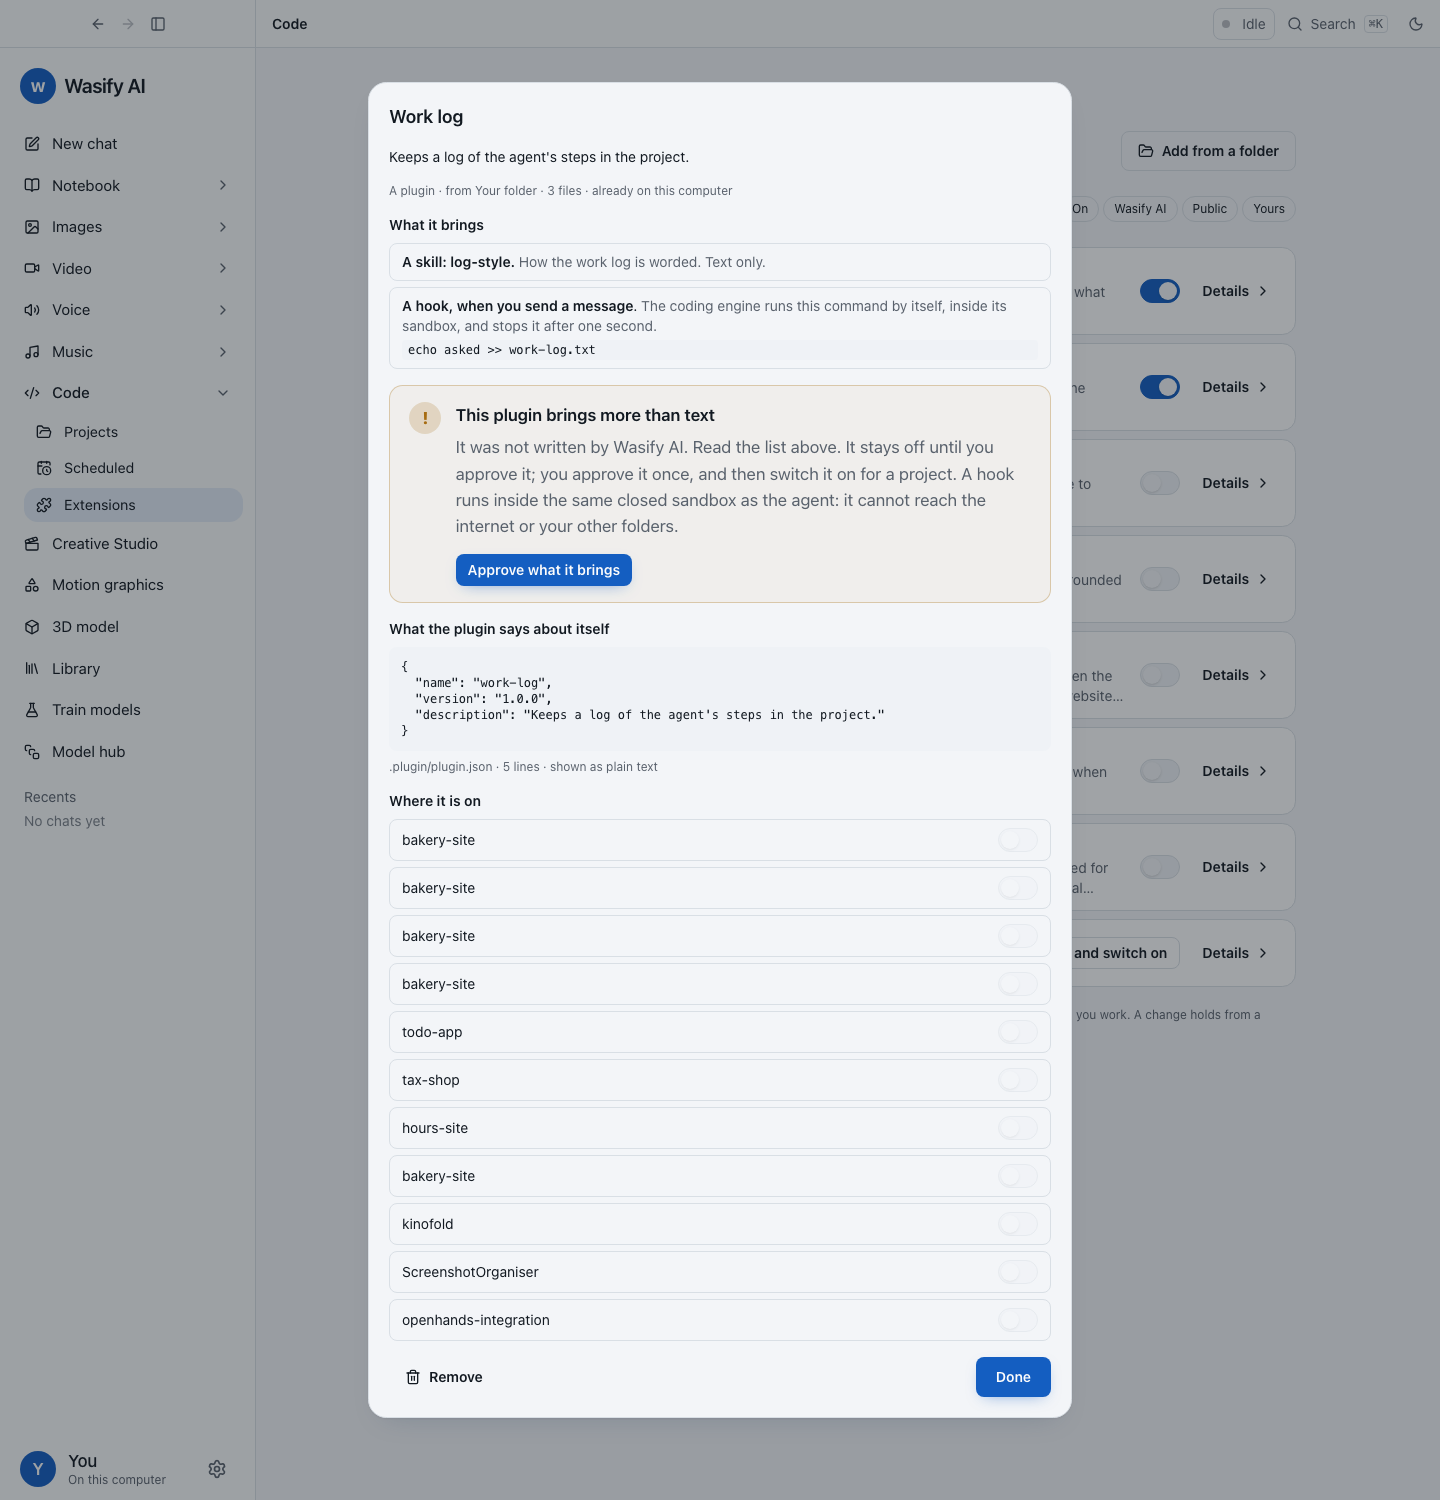 Code
Idle
Search ⌘K
w Wasify AI
New chat
Notebook
Images
Video
Voice
Music
Code
Projects
Scheduled
Extensions
Creative Studio
Motion graphics
3D model
Library
Train models
Model hub
Recents
No chats yet
Y You
On this computer
Work log
Keeps a log of the agent's steps in the project.
A plugin · from Your folder · 3 files · already on this computer
What it brings
A skill: log-style. How the work log is worded. Text only.
A hook, when you send a message. The coding engine runs this command by itself, inside its
sandbox, and stops it after one second.
echo asked >> work-log.txt
!
This plugin brings more than text
It was not written by Wasify AI. Read the list above. It stays off until you
approve it; you approve it once, and then switch it on for a project. A hook
runs inside the same closed sandbox as the agent: it cannot reach the
internet or your other folders.
Approve what it brings
What the plugin says about itself
{
"name": "work-log",
"version": "1.0.0",
"description": "Keeps a log of the agent's steps in the project."
}
.plugin/plugin.json · 5 lines · shown as plain text
Where it is on
bakery-site
bakery-site
bakery-site
bakery-site
todo-app
tax-shop
hours-site
bakery-site
kinofold
ScreenshotOrganiser
openhands-integration
Remove
Done
Add from a folder
On Wasify AI Public Yours
what Details
Details
to Details
Details
en the Details
ebsite...
when Details
ed for Details
al...
and switch on Details
you work. A change holds from a